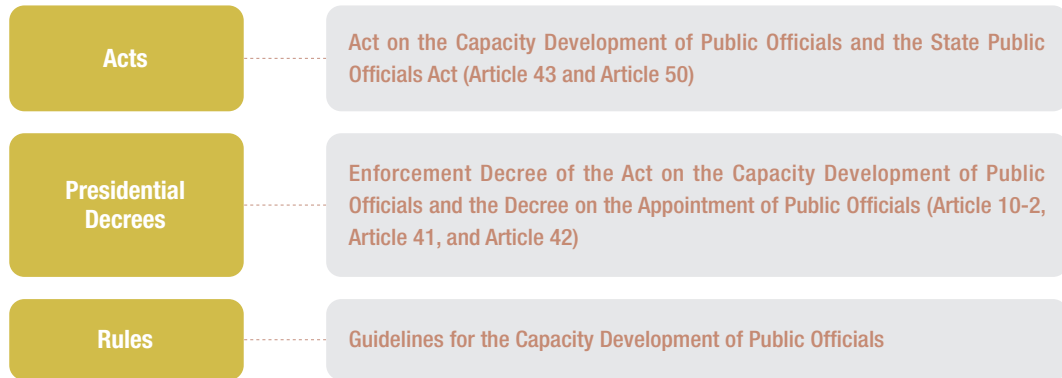 Acts
Act on the Capacity Development of Public Officials and the State Public
Officials Act (Article 43 and Article 50)
Presidential
Decrees
Enforcement Decree of the Act on the Capacity Development of Public
Officials and the Decree on the Appointment of Public Officials (Article 10-2,
Article 41, and Article 42)
Rules
Guidelines for the Capacity Development of Public Officials